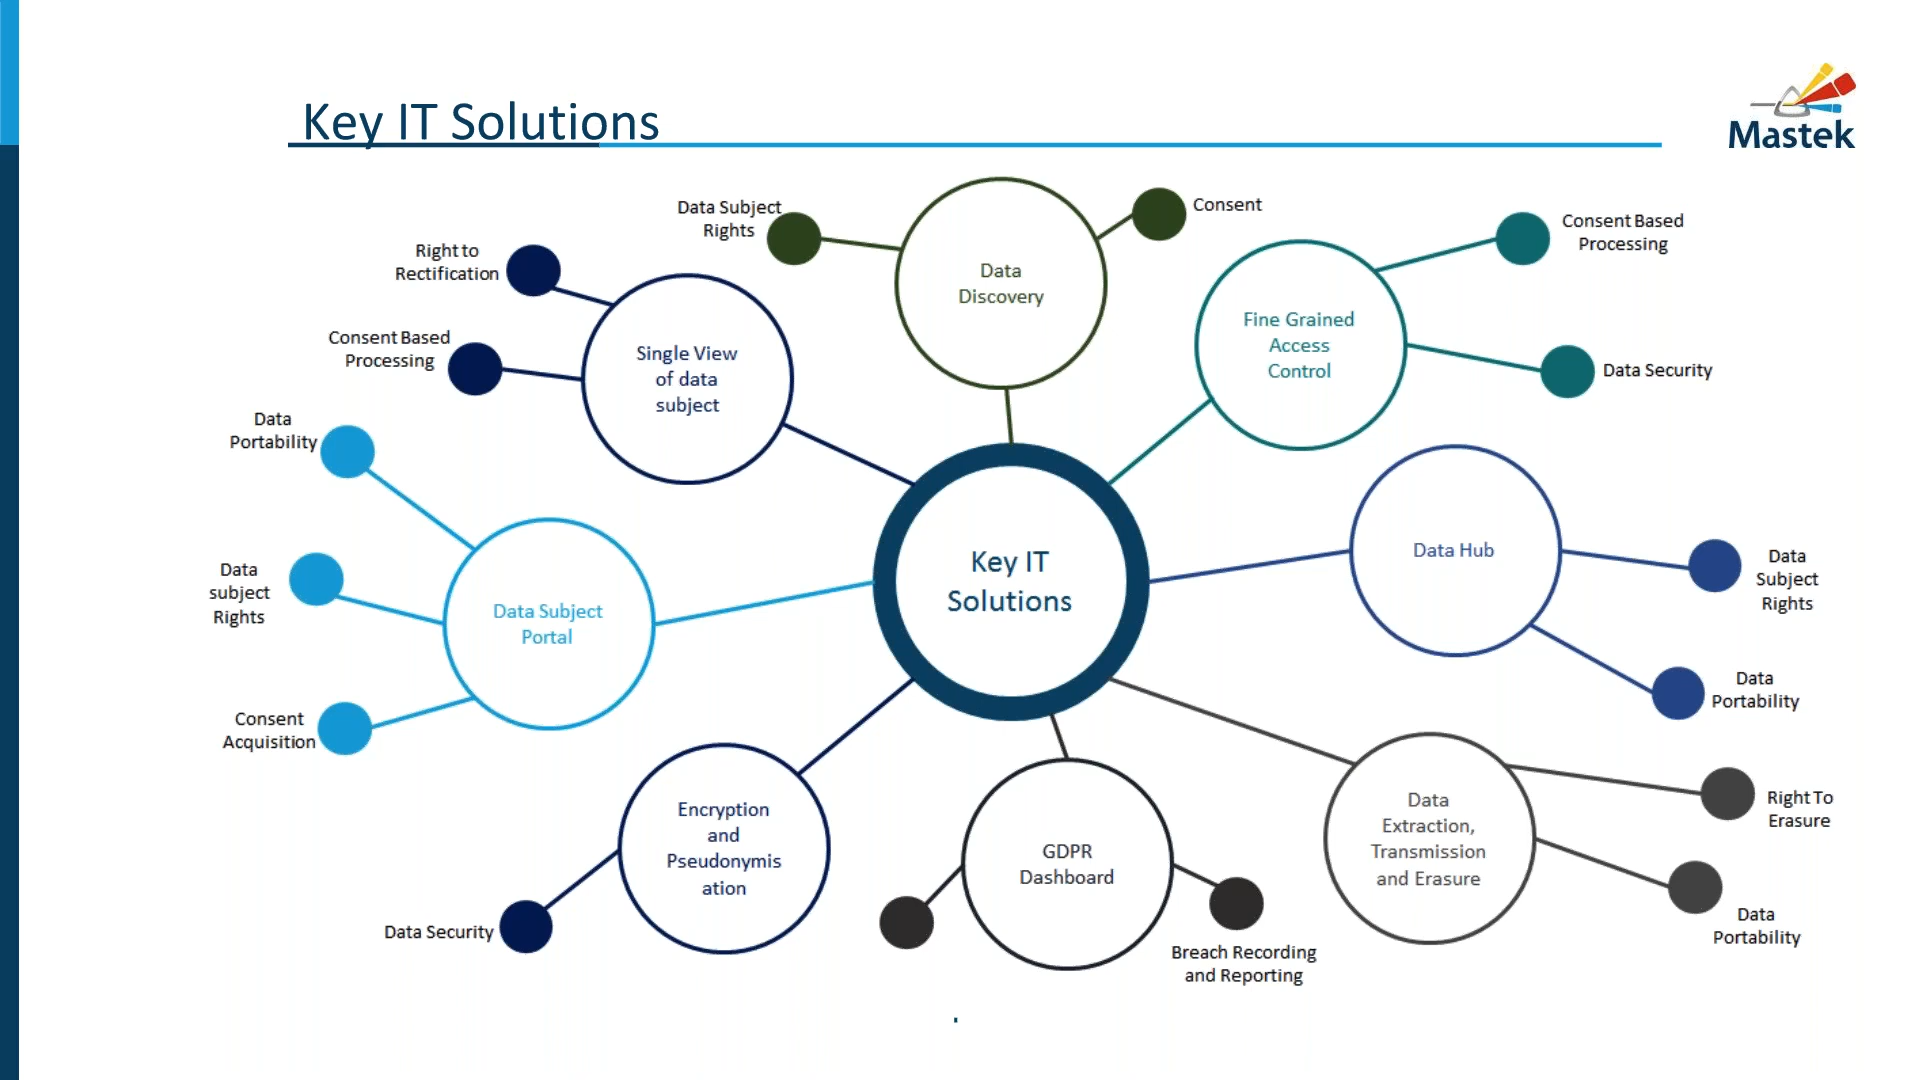 Key IT Solutions
Mastek
Data Subject
Rights
Consent
Right to
Rectification
Consent Based
Processing
Data
Discovery
Consent Based
Processing
Single View
of data
subject
Fine Grained
Access
Control
Data Security
Data
Portability
Data
subject
Rights
Data Subject
Portal
Key IT
Solutions
Data Hub
Data
Subject
Rights
Data
Portability
Consent
Acquisition
Encryption
and
Pseudonymis
ation
Data Security
GDPR
Dashboard
Breach Recording
and Reporting
Data
Extraction,
Transmission
and Erasure
Right To
Erasure
Data
Portability
.